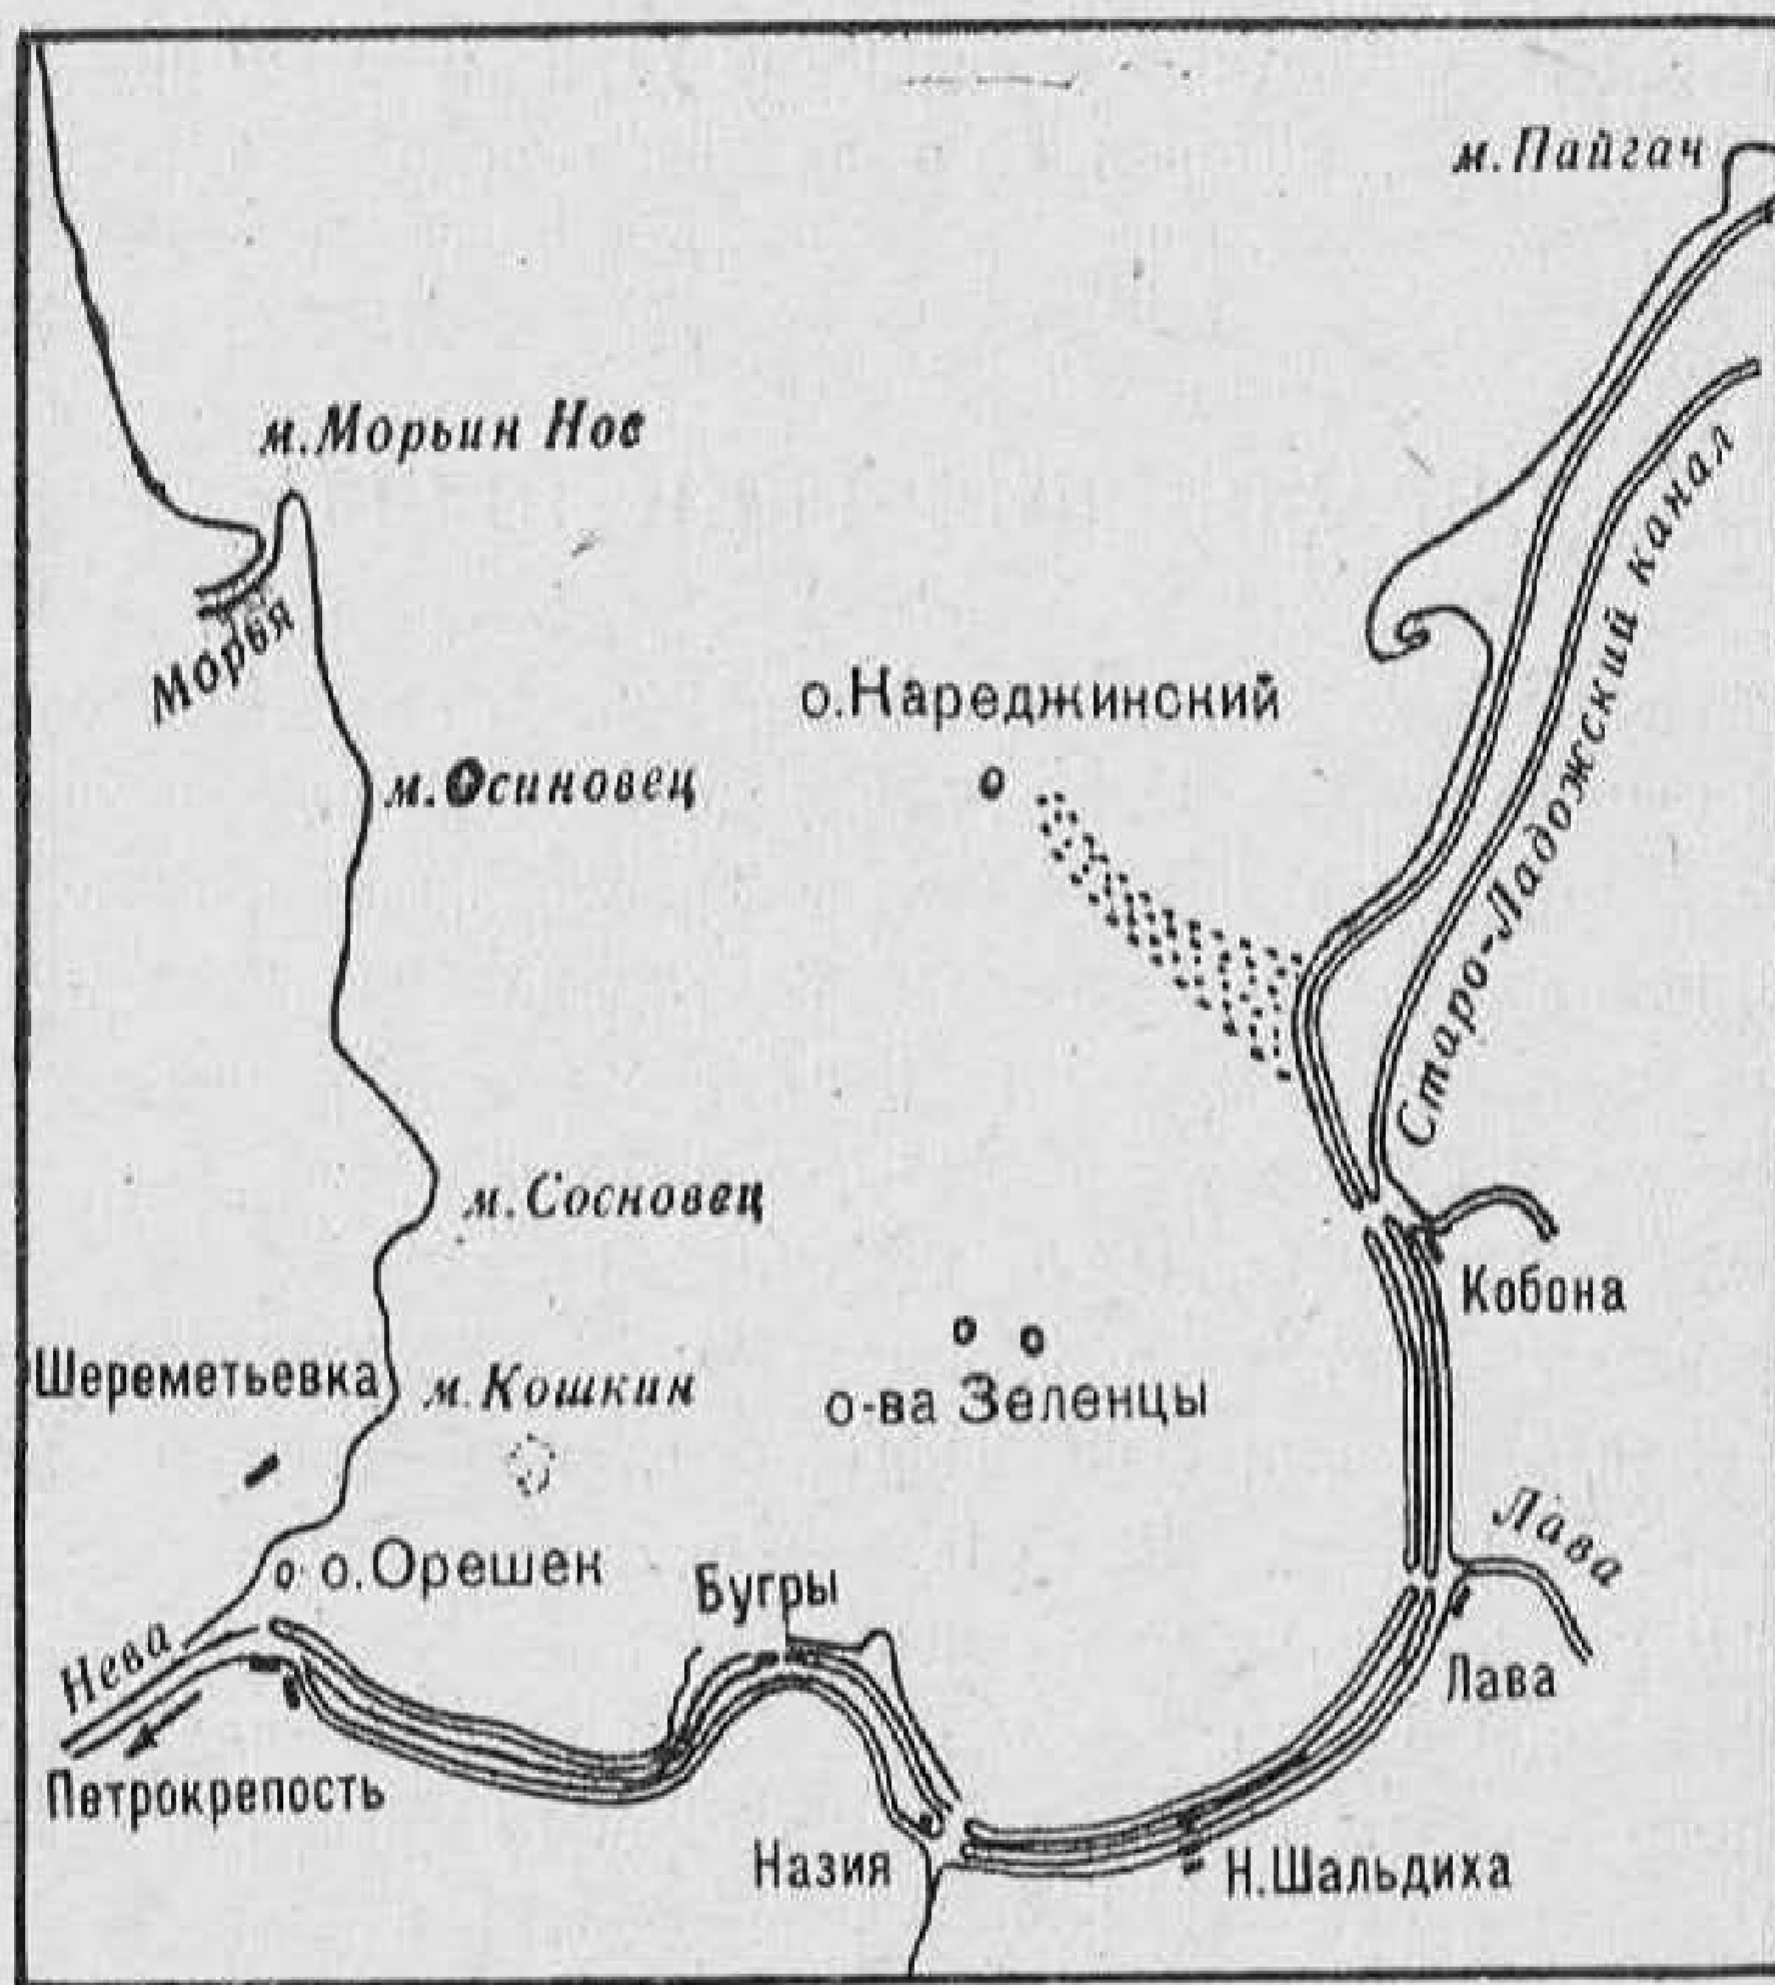 м. Пайгач
м. Морьин Нос
Морья
о. Нареджинский
м. Осиновец
Старо-Ладожский канал
м. Сосновец
Кобона
Шереметьевка
м. Кошкин
о-ва Зеленцы
Лава
о. Орешек
Бугры
Нева
Лава
Петрокрепость
Назия
Н. Шальдиха